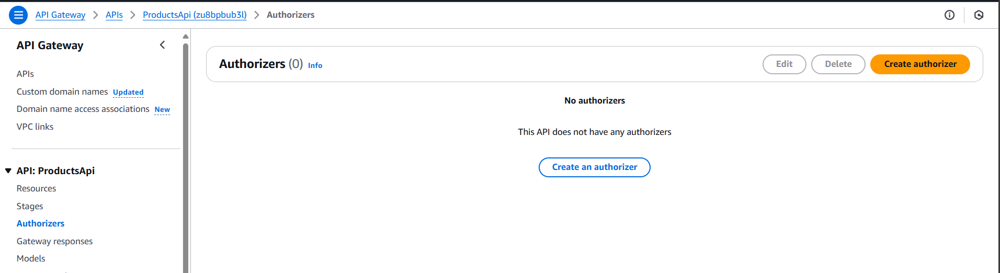 API Gateway > APIs > ProductsApi (zu8bpbub3l) > Authorizers
API Gateway
APIs
Custom domain names Updated
Domain name access associations New
VPC links
API: ProductsApi
Resources
Stages
Authorizers
Gateway responses
Models
Authorizers (0) Info
Edit Delete Create authorizer
No authorizers
This API does not have any authorizers
Create an authorizer